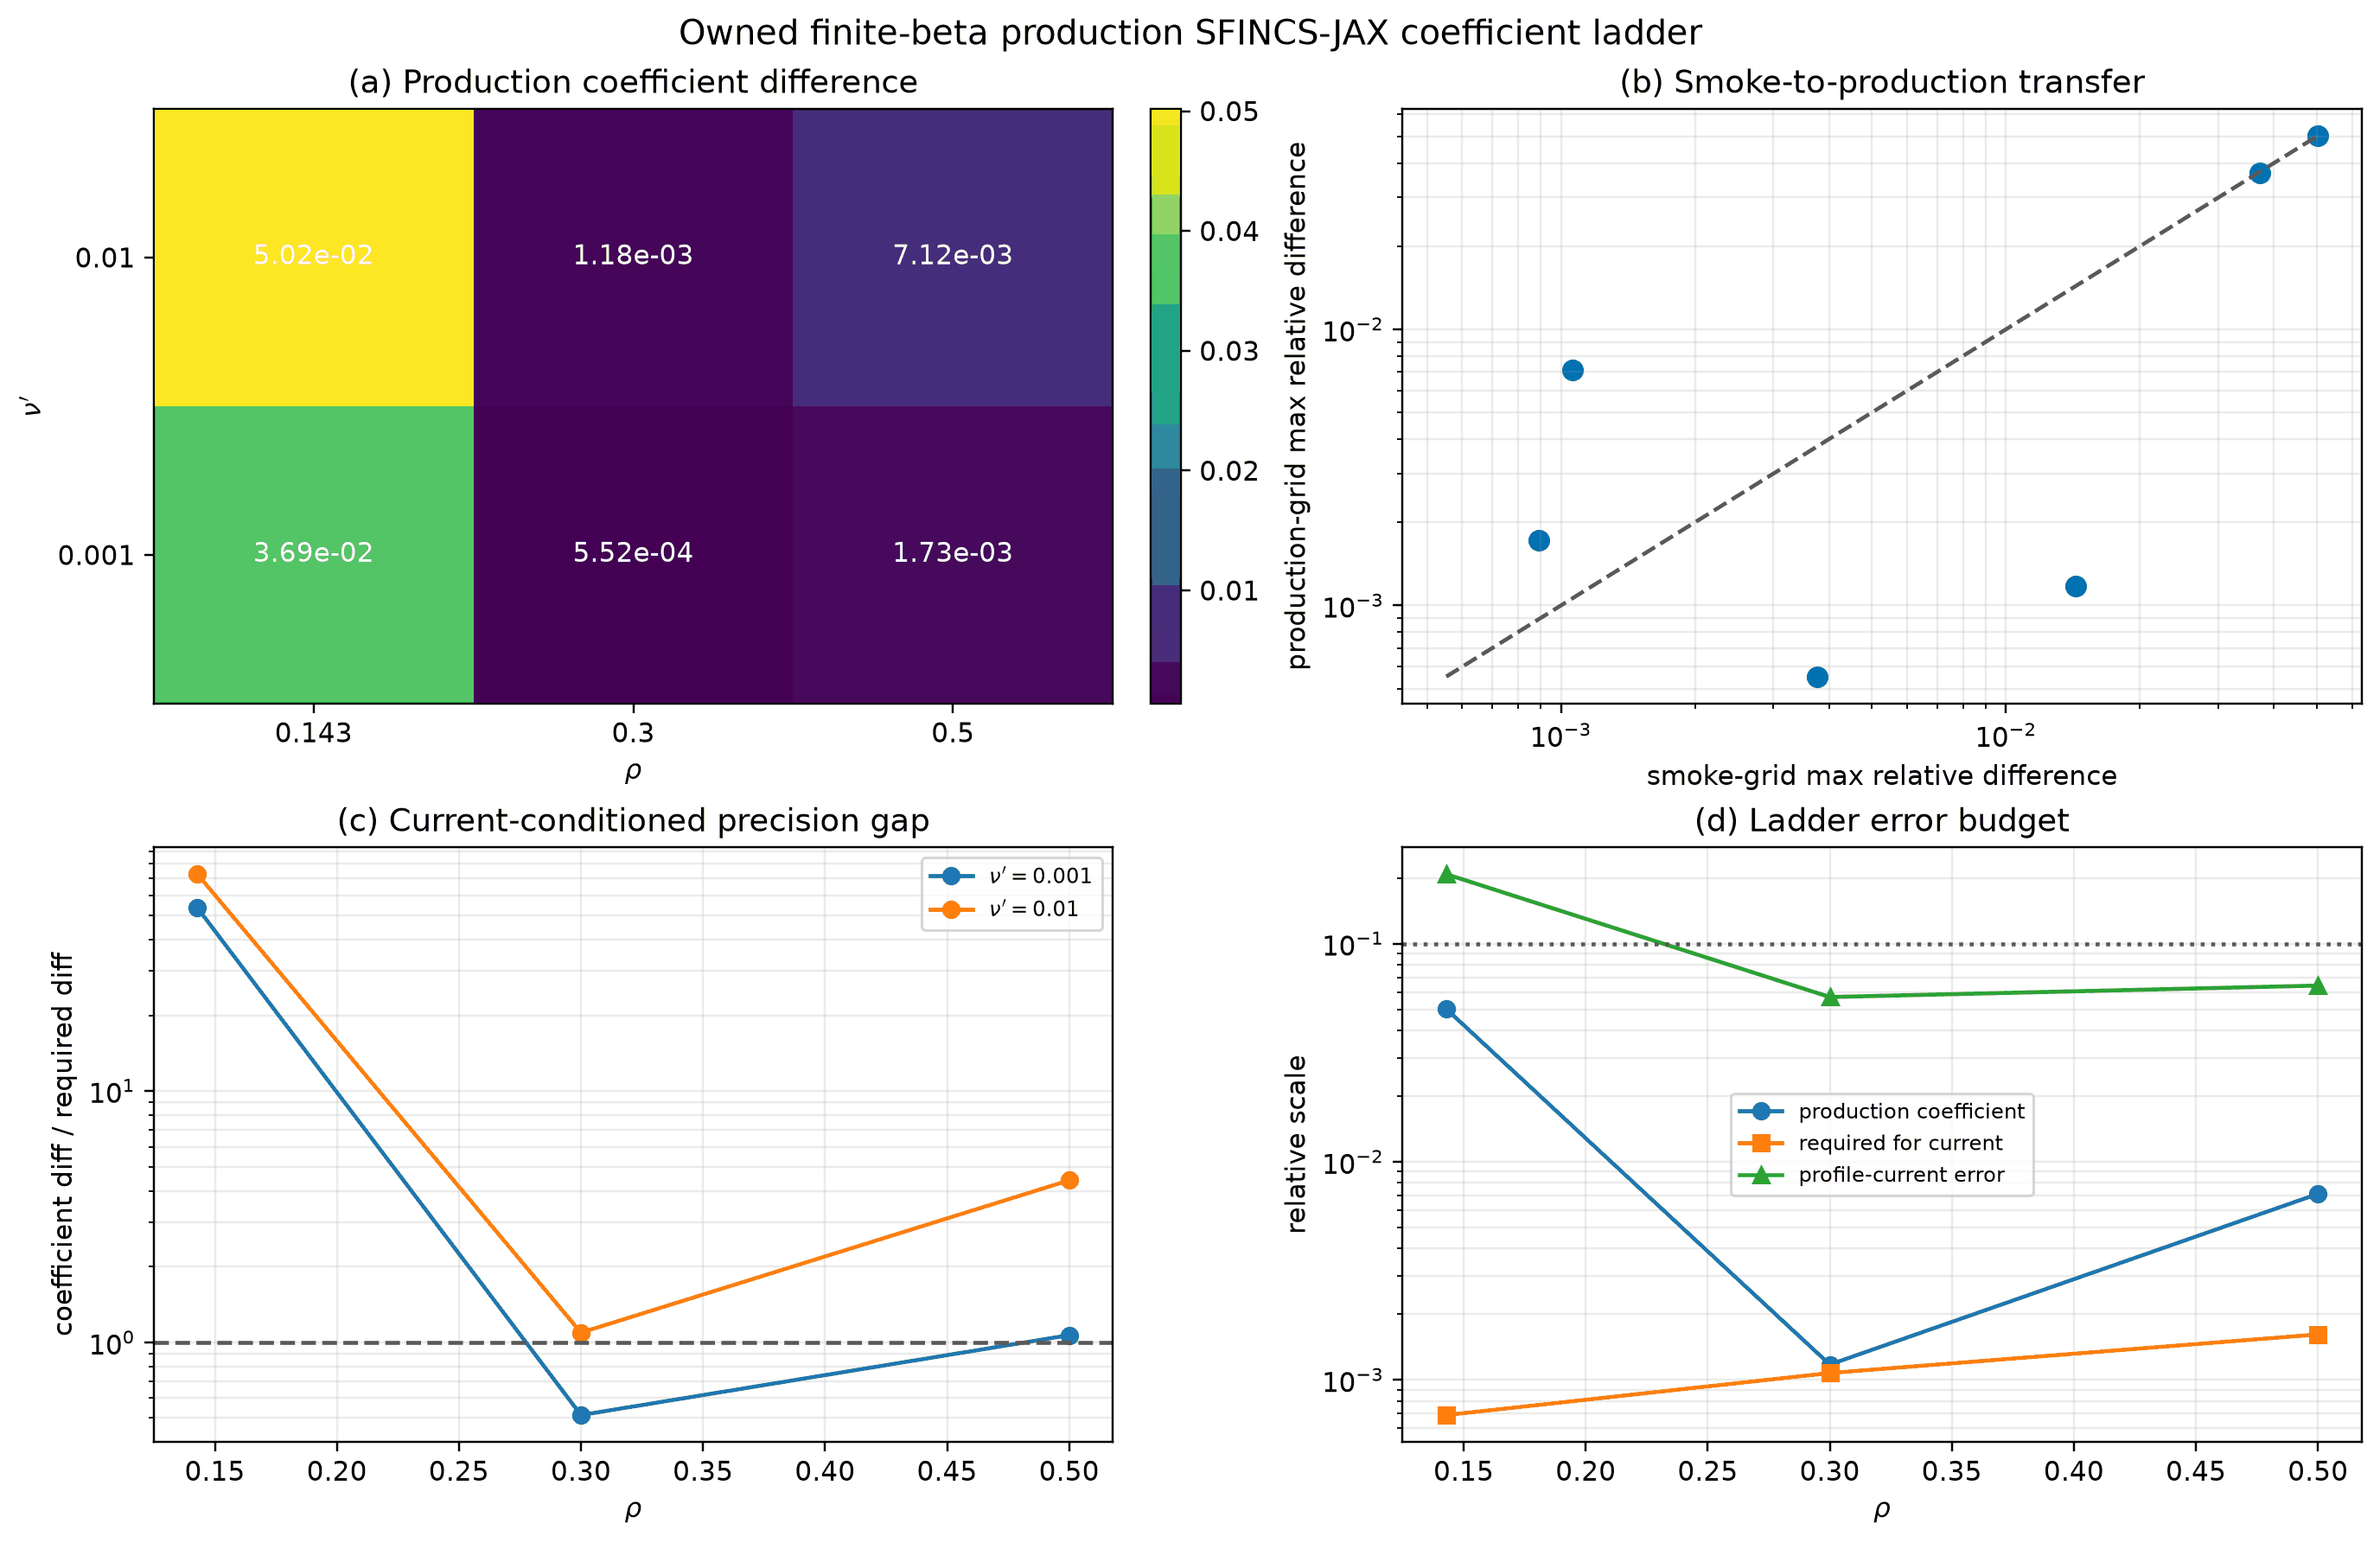 Owned finite-beta production SFINCS-JAX coefficient ladder
(a) Production coefficient difference
0.01
0.001
ν′
5.02e-02
1.18e-03
7.12e-03
3.69e-02
5.52e-04
1.73e-03
0.143
0.3
0.5
ρ
0.05
0.04
0.03
0.02
0.01
(b) Smoke-to-production transfer
production-grid max relative difference
10⁻²
10⁻³
10⁻³
10⁻²
smoke-grid max relative difference
(c) Current-conditioned precision gap
coefficient diff / required diff
10¹
10⁰
ν′ = 0.001
ν′ = 0.01
0.15
0.20
0.25
0.30
0.35
0.40
0.45
0.50
ρ
(d) Ladder error budget
relative scale
10⁻¹
10⁻²
10⁻³
production coefficient
required for current
profile-current error
0.15
0.20
0.25
0.30
0.35
0.40
0.45
0.50
ρ